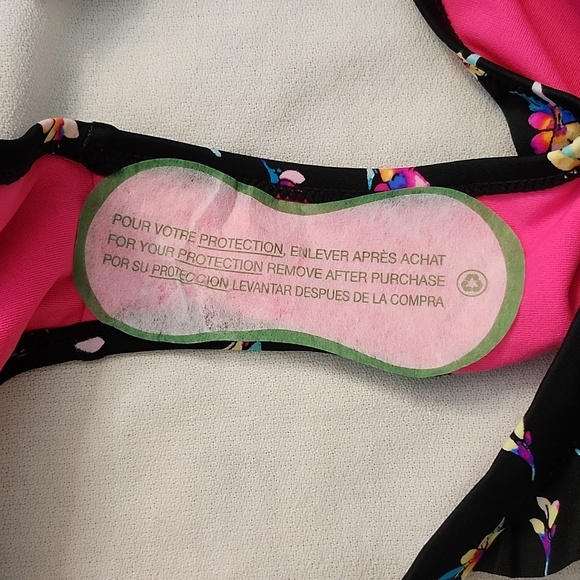 POUR VOTRE PROTECTION, ENLEVER APRÈS ACHAT
FOR YOUR PROTECTION REMOVE AFTER PURCHASE
POR SU PROTECCION LEVANTAR DESPUES DE LA COMPRA